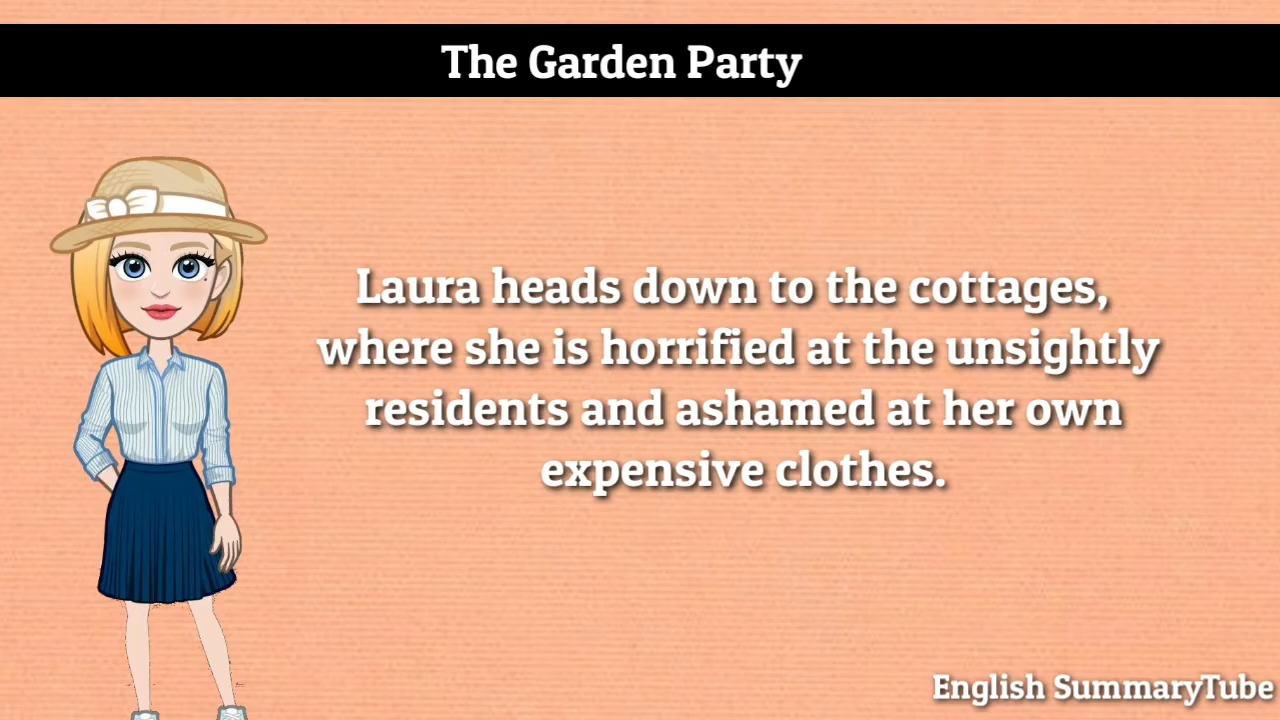 The Garden Party
Laura heads down to the cottages,
where she is horrified at the unsightly
residents and ashamed at her own
expensive clothes.
English SummaryTube